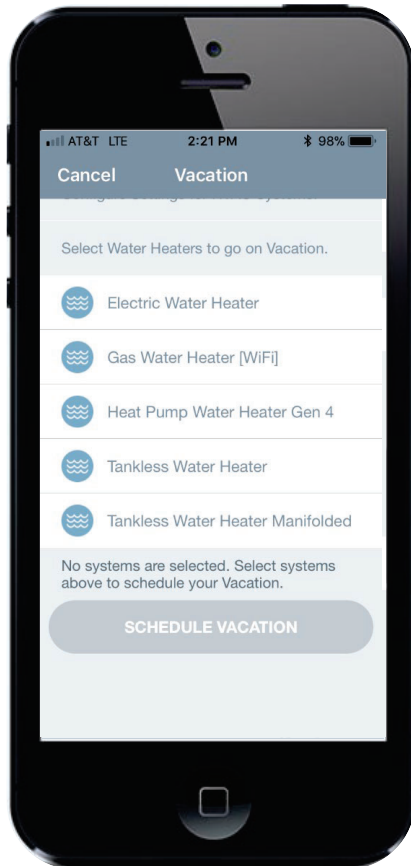 AT&T LTE 2:21 PM 98%
Cancel Vacation
Select Water Heaters to go on Vacation.
Electric Water Heater
Gas Water Heater [WiFi]
Heat Pump Water Heater Gen 4
Tankless Water Heater
Tankless Water Heater Manifolded
No systems are selected. Select systems
above to schedule your Vacation.
SCHEDULE VACATION